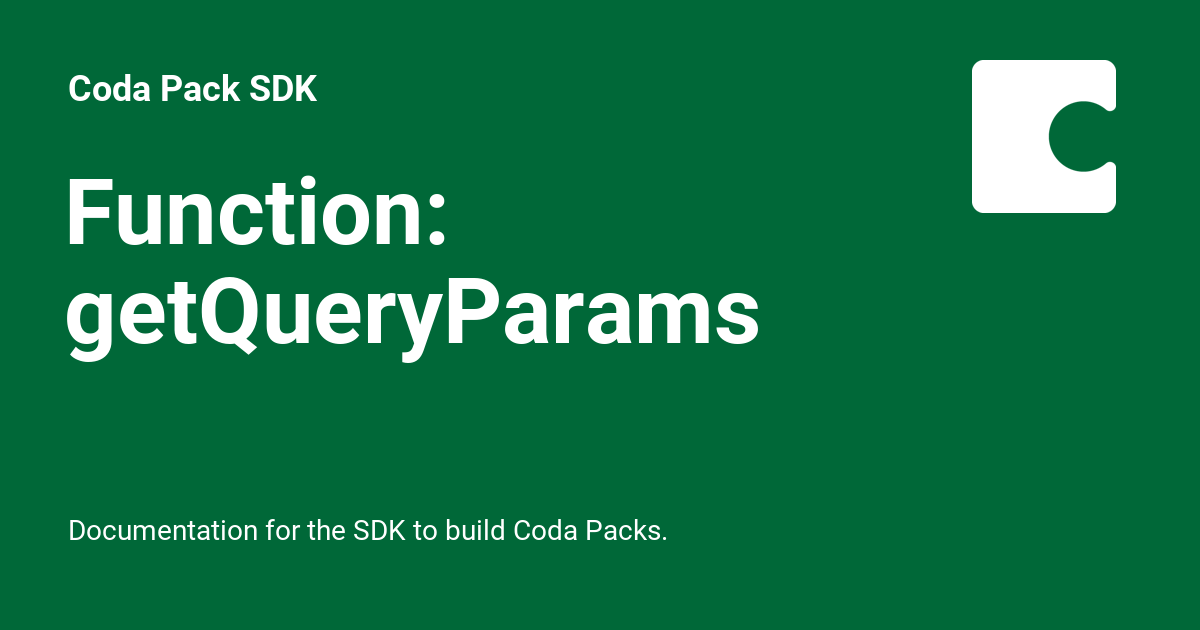 Coda Pack SDK
Function:
getQueryParams
Documentation for the SDK to build Coda Packs.